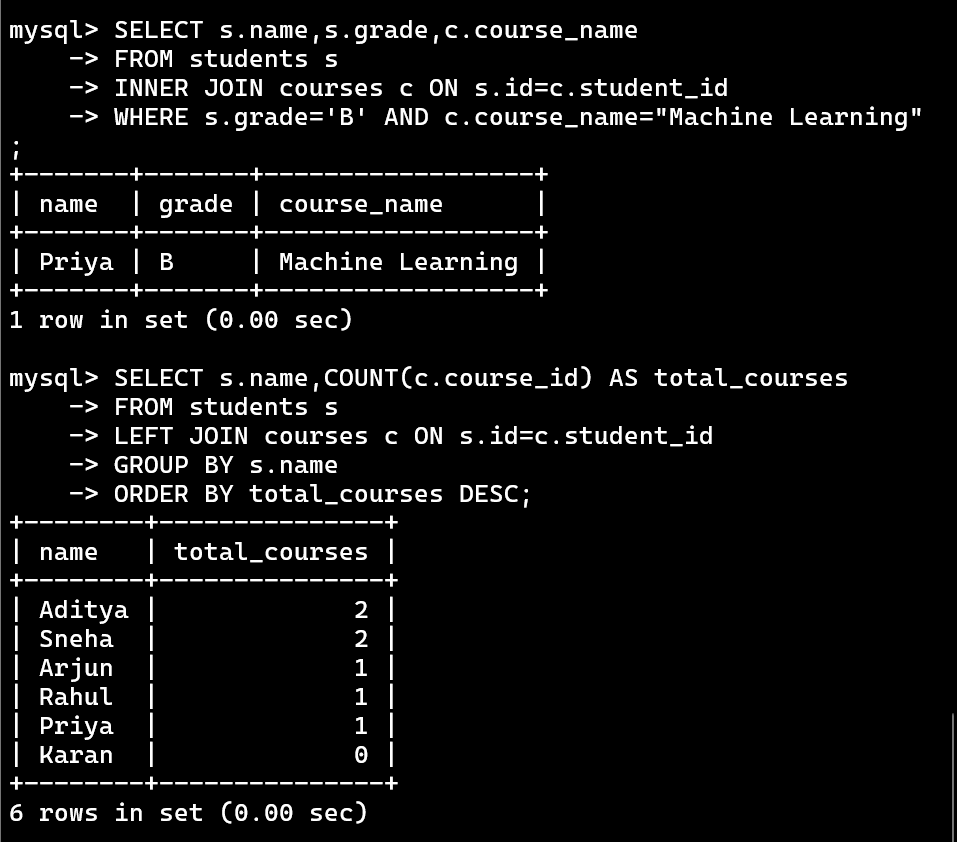 mysql> SELECT s.name,s.grade,c.course_name
    -> FROM students s
    -> INNER JOIN courses c ON s.id=c.student_id
    -> WHERE s.grade='B' AND c.course_name="Machine Learning"
;
+-------+-------+------------------+
| name  | grade | course_name      |
+-------+-------+------------------+
| Priya | B     | Machine Learning |
+-------+-------+------------------+
1 row in set (0.00 sec)

mysql> SELECT s.name,COUNT(c.course_id) AS total_courses
    -> FROM students s
    -> LEFT JOIN courses c ON s.id=c.student_id
    -> GROUP BY s.name
    -> ORDER BY total_courses DESC;
+--------+---------------+
| name   | total_courses |
+--------+---------------+
| Aditya |             2 |
| Sneha  |             2 |
| Arjun  |             1 |
| Rahul  |             1 |
| Priya  |             1 |
| Karan  |             0 |
+--------+---------------+
6 rows in set (0.00 sec)